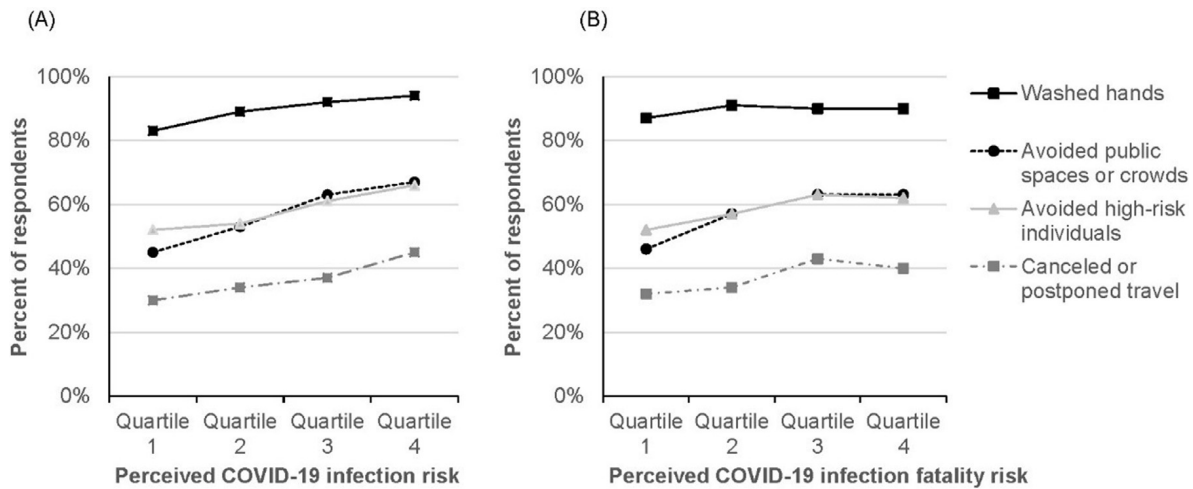 (A)
Percent of respondents
100%
80%
60%
40%
20%
0%
Quartile Quartile Quartile Quartile
1 2 3 4
Perceived COVID-19 infection risk
(B)
Percent of respondents
100%
80%
60%
40%
20%
0%
Quartile Quartile Quartile Quartile
1 2 3 4
Perceived COVID-19 infection fatality risk
Washed hands
Avoided public
spaces or crowds
Avoided high-risk
individuals
Canceled or
postponed travel